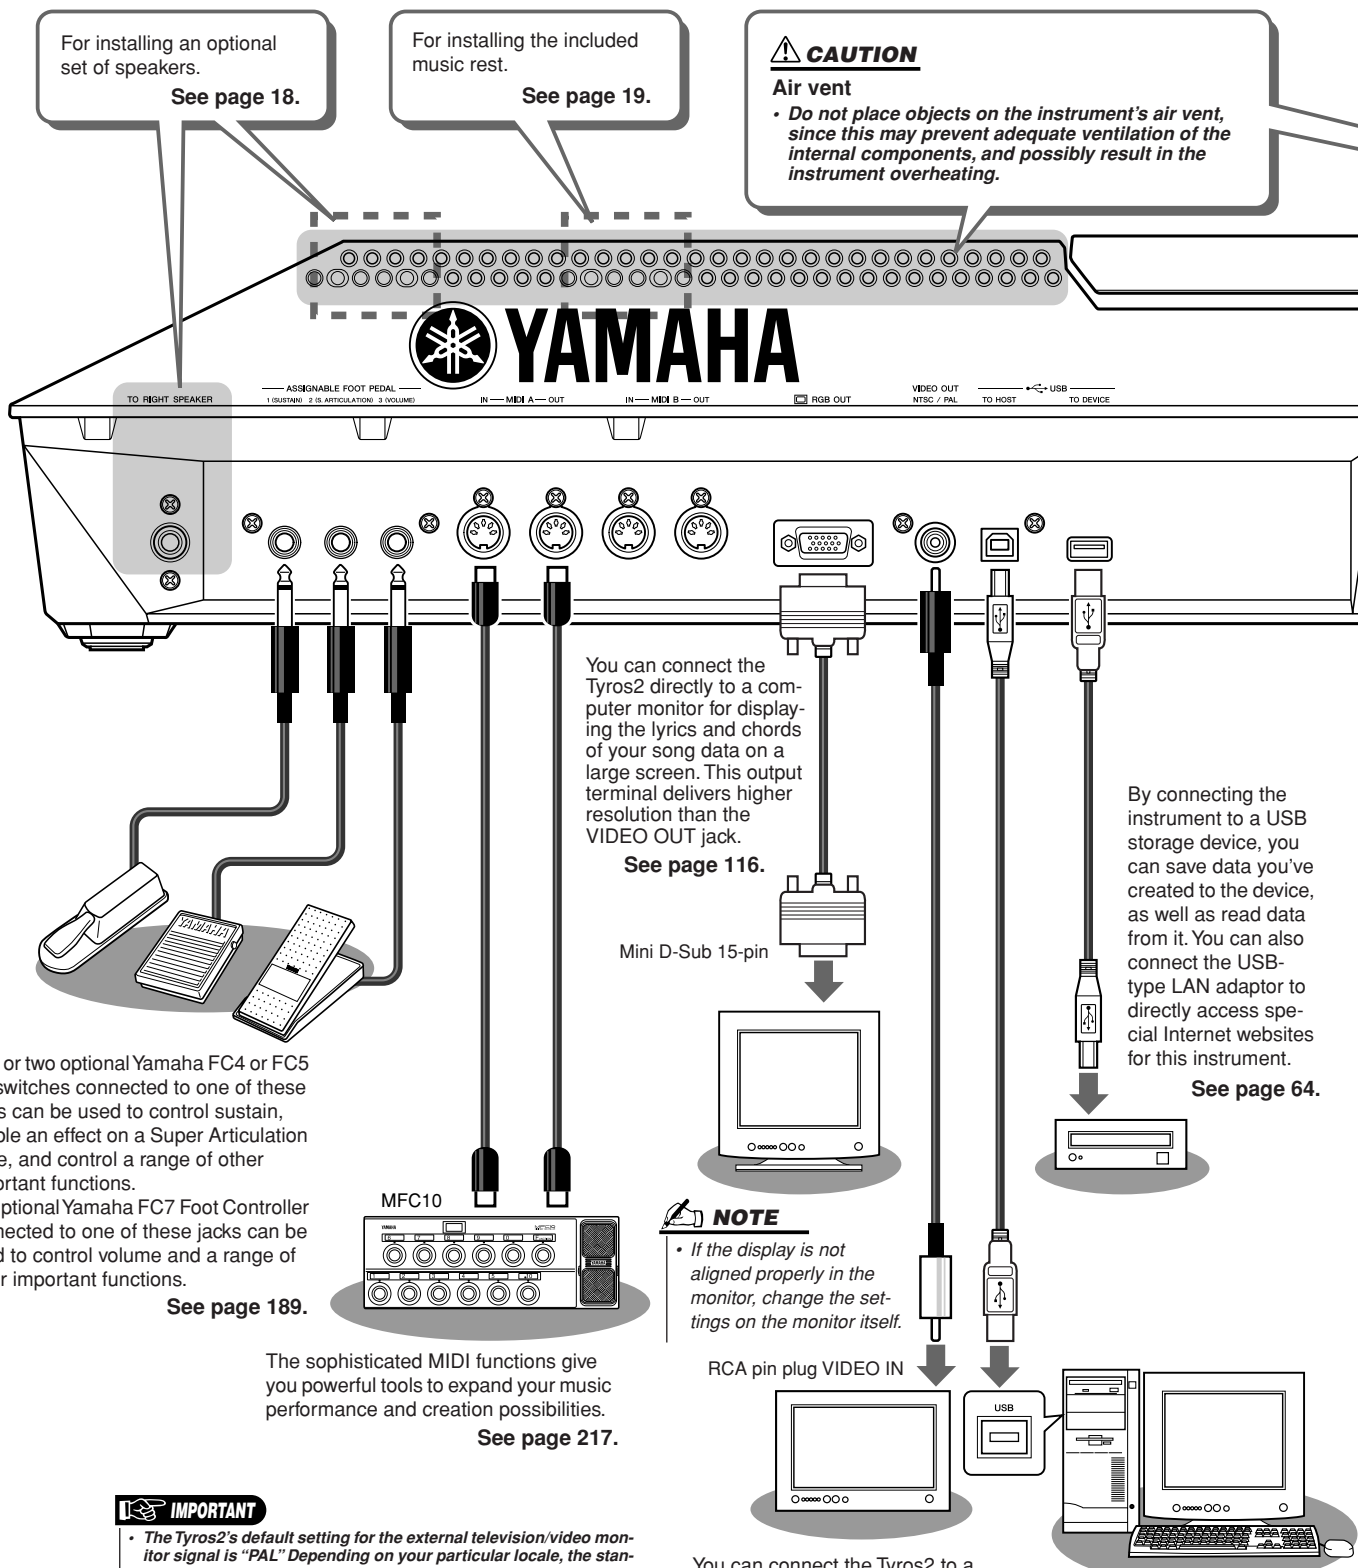 For installing an optional
set of speakers.
See page 18.
For installing the included
music rest.
See page 19.
CAUTION
Air vent
• Do not place objects on the instrument's air vent,
since this may prevent adequate ventilation of the
internal components, and possibly result in the
instrument overheating.
YAMAHA
TO RIGHT SPEAKER
ASSIGNABLE FOOT PEDAL
1 (SUSTAIN) 2 (S. ARTICULATION) 3 (VOLUME)
IN MIDI A OUT
IN MIDI B OUT
RGB OUT
VIDEO OUT
NTSC / PAL
USB
TO HOST
TO DEVICE
You can connect the
Tyros2 directly to a com-
puter monitor for display-
ing the lyrics and chords
of your song data on a
large screen. This output
terminal delivers higher
resolution than the
VIDEO OUT jack.
See page 116.
Mini D-Sub 15-pin
By connecting the
instrument to a USB
storage device, you
can save data you've
created to the device,
as well as read data
from it. You can also
connect the USB-
type LAN adaptor to
directly access spe-
cial Internet websites
for this instrument.
See page 64.
YAMAHA
or two optional Yamaha FC4 or FC5
switches connected to one of these
s can be used to control sustain,
ble an effect on a Super Articulation
e, and control a range of other
ortant functions.
ptional Yamaha FC7 Foot Controller
nected to one of these jacks can be
d to control volume and a range of
r important functions.
See page 189.
MFC10
YAMAHA
MFC10
6 7 8 9 0 F
1 2 3 4 5
YAMAHA
The sophisticated MIDI functions give
you powerful tools to expand your music
performance and creation possibilities.
See page 217.
NOTE
• If the display is not
aligned properly in the
monitor, change the set-
tings on the monitor itself.
RCA pin plug VIDEO IN
USB
IMPORTANT
• The Tyros2's default setting for the external television/video mon-
itor signal is "PAL" Depending on your particular locale, the stan-
You can connect the Tyros2 to a